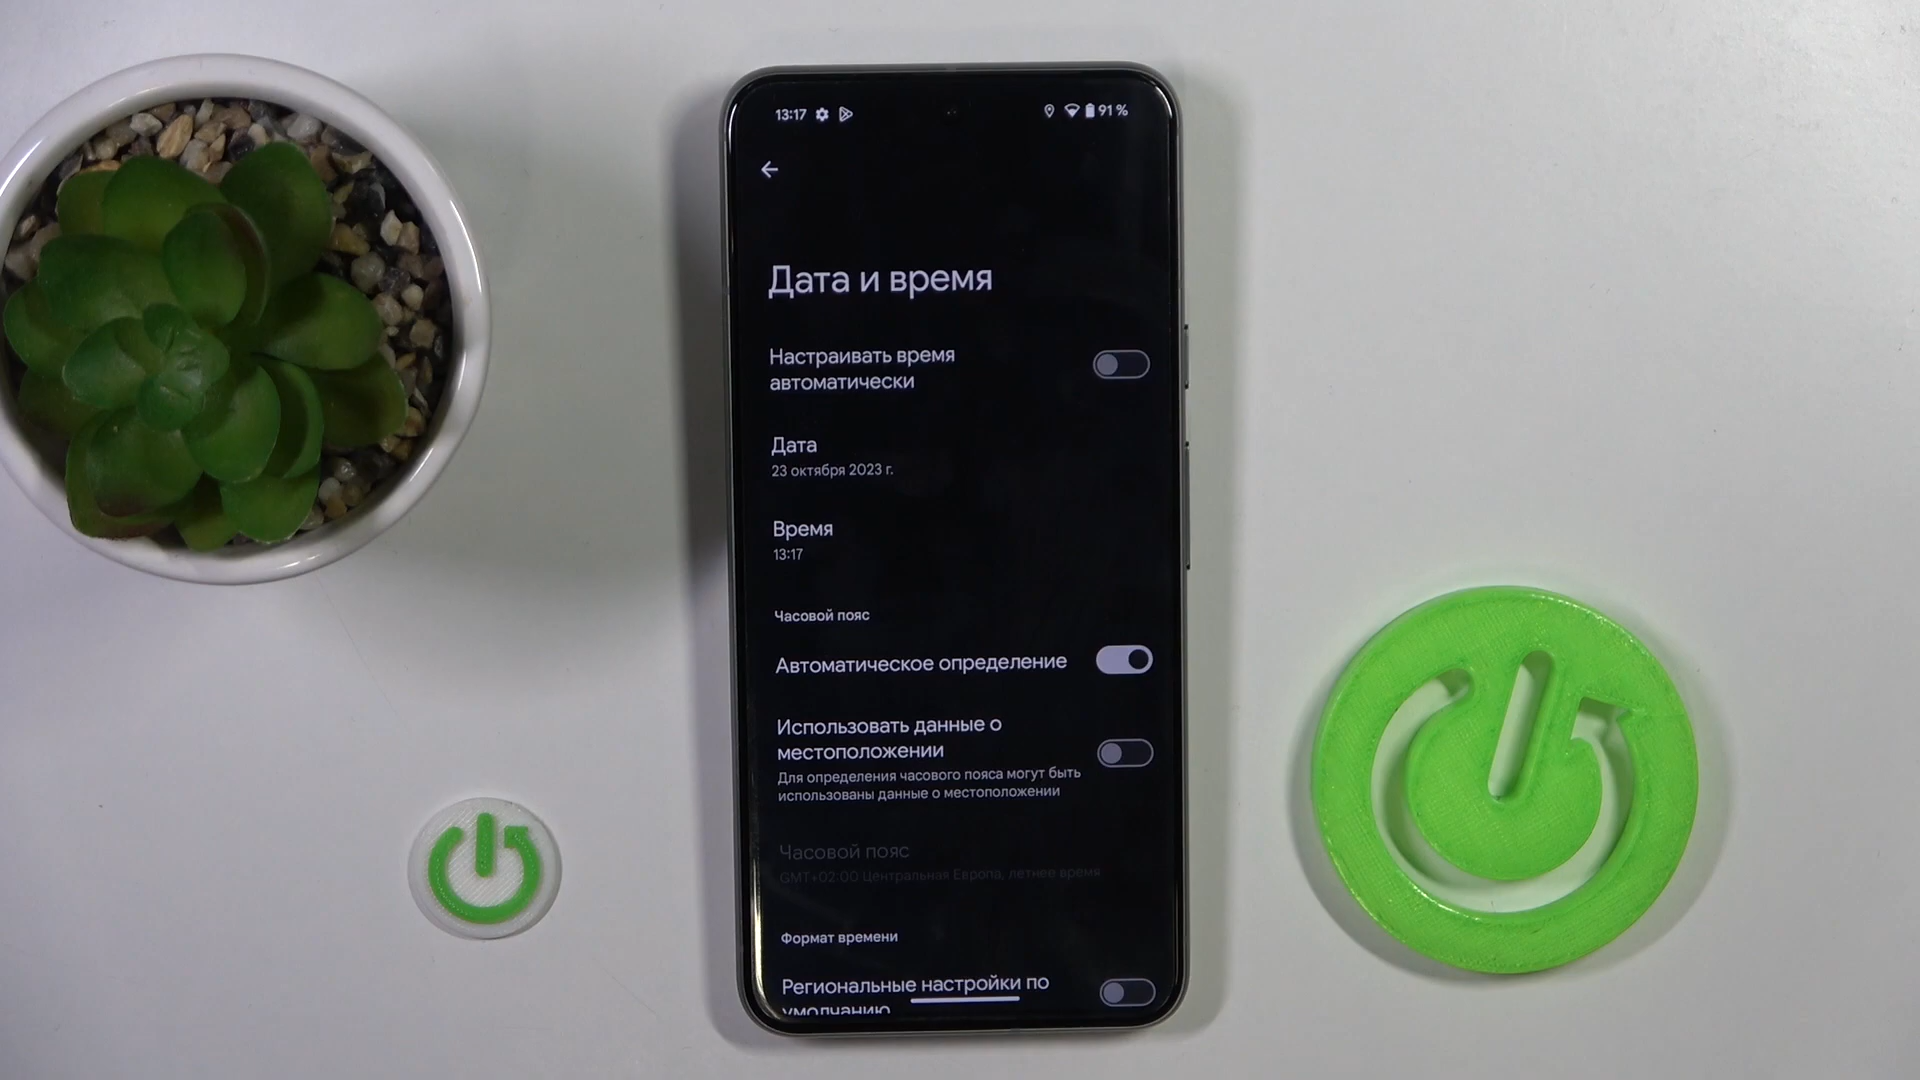 13:17 91%
Дата и время
Настраивать время
автоматически
Дата
23 октября 2023 г.
Время
13:17
Часовой пояс
Автоматическое определение
Использовать данные о
местоположении
Для определения часового пояса могут быть
использованы данные о местоположении
Часовой пояс
GMT+02:00 Центральная Европа, летнее время
Формат времени
Региональные настройки по
умолчанию